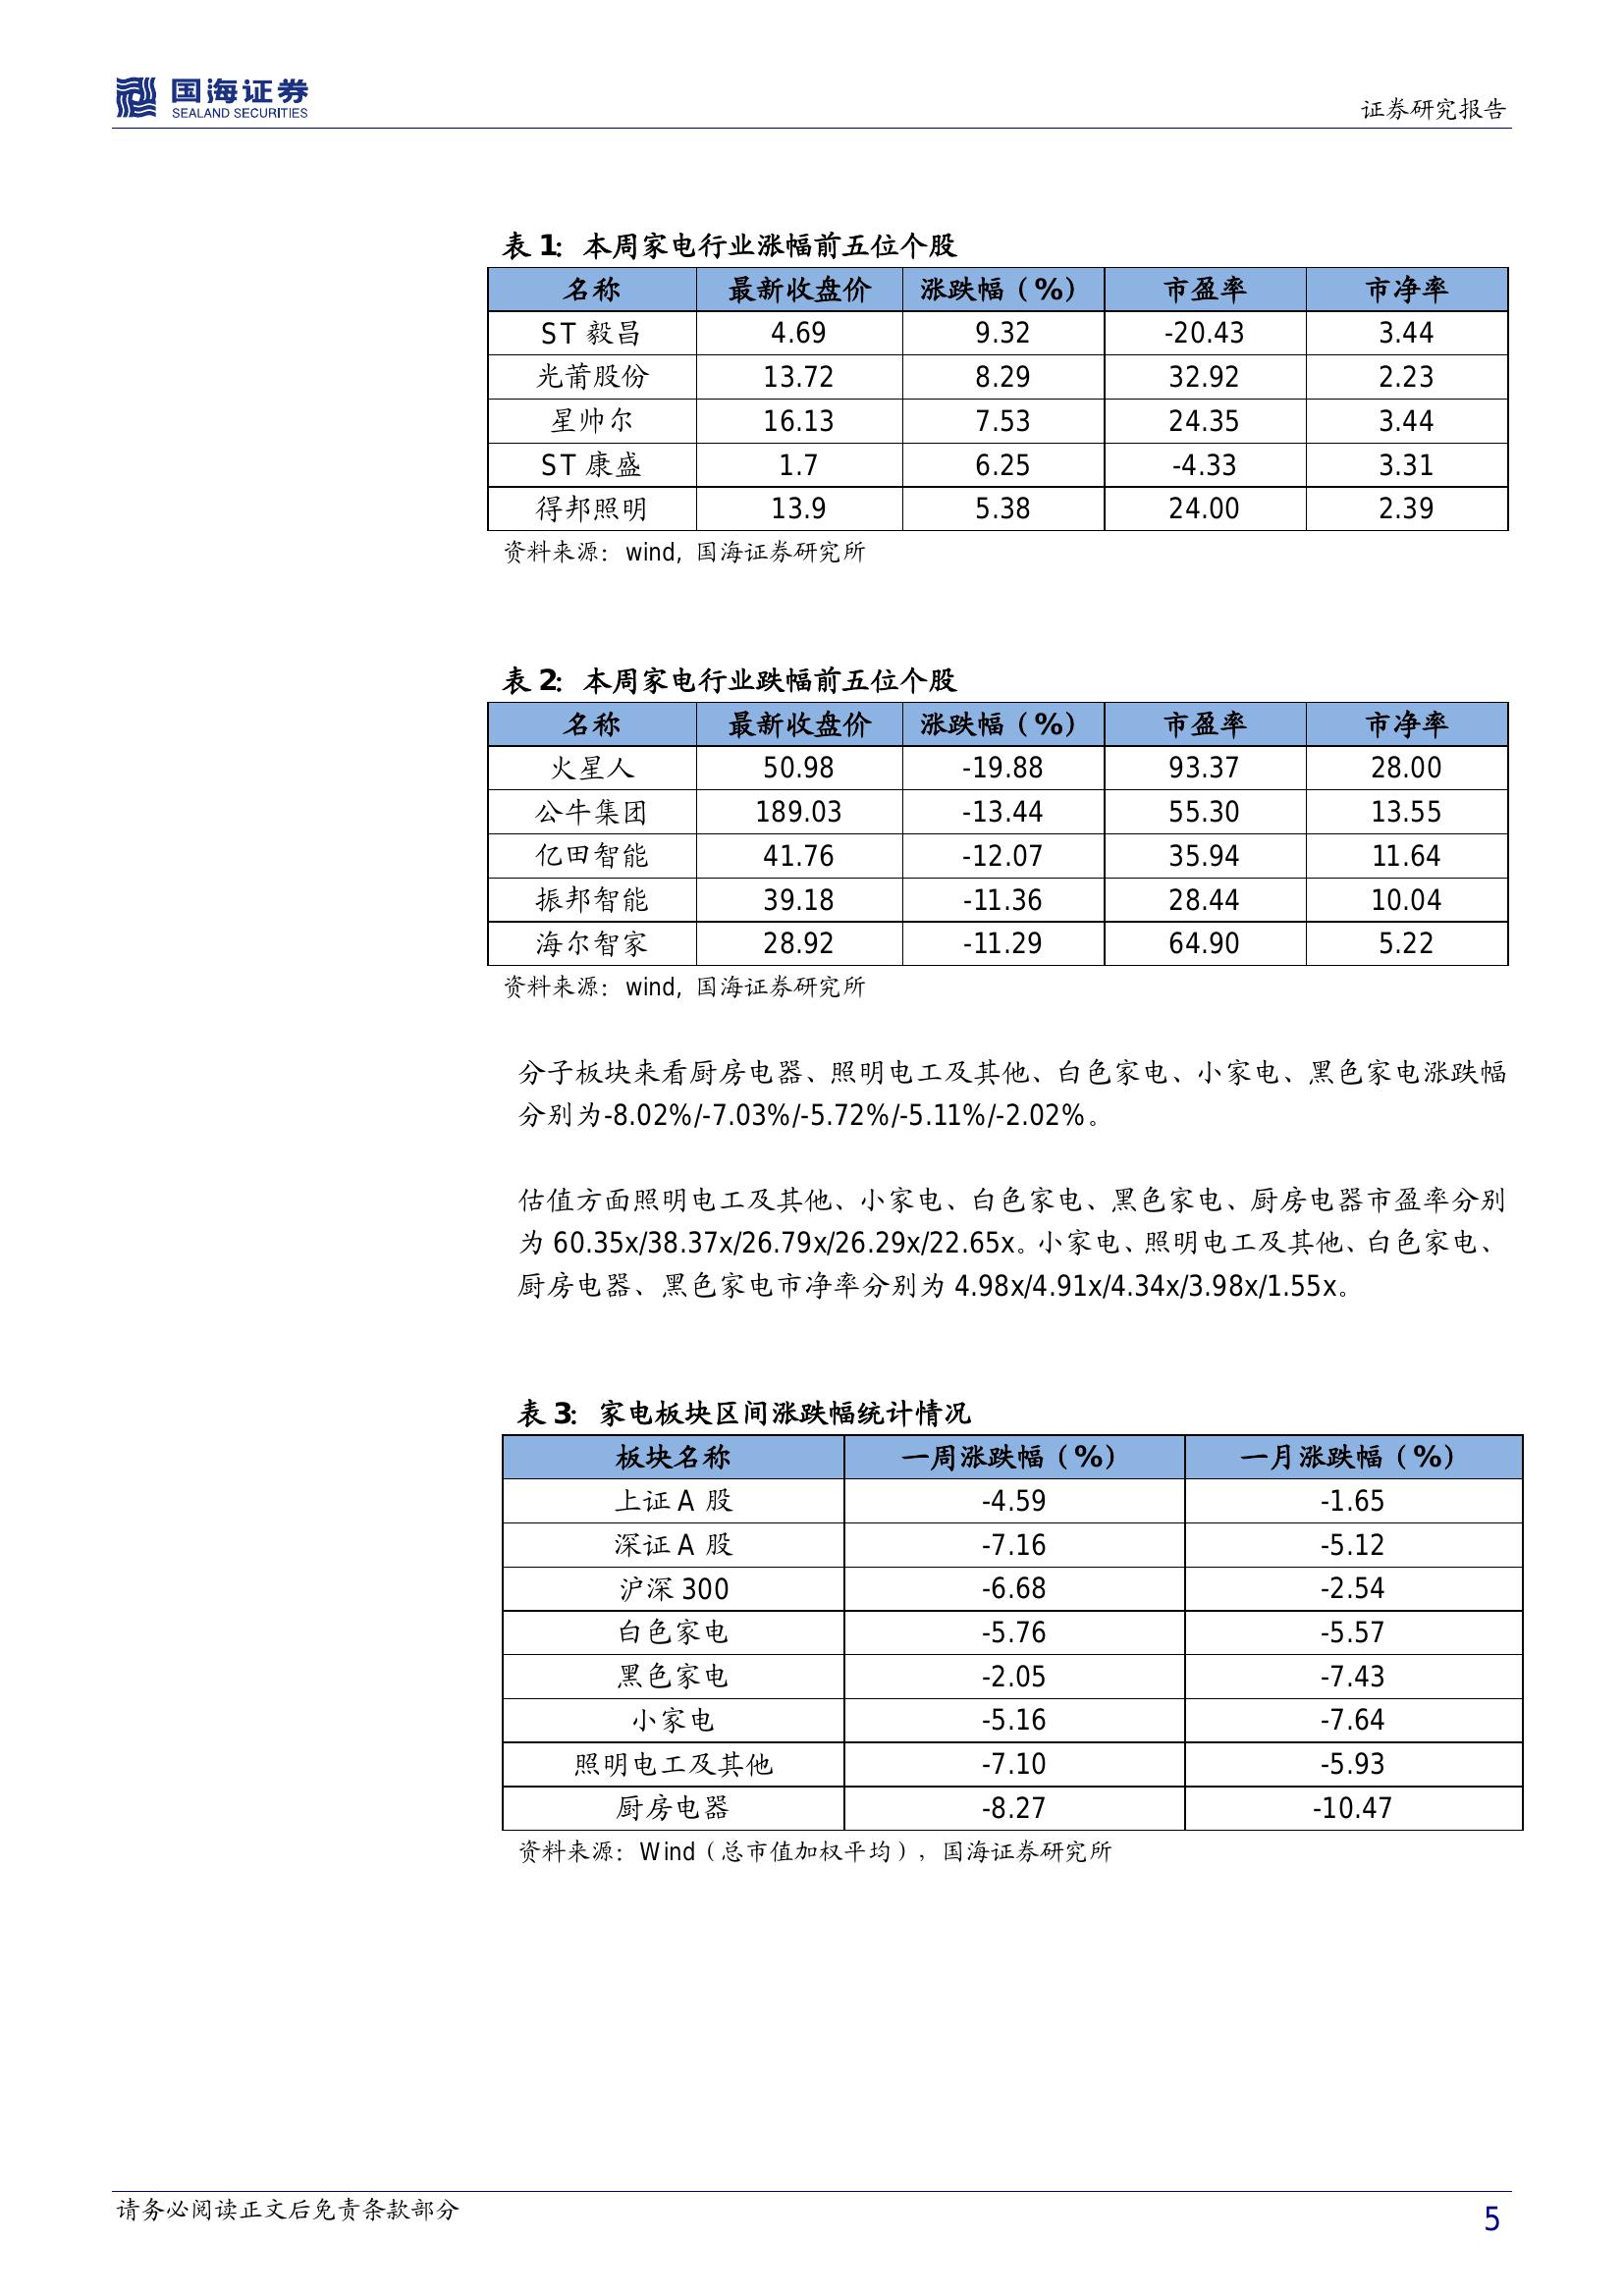 国海证券
SEALAND SECURITIES
证券研究报告
表 1: 本周家电行业涨幅前五位个股
名称 最新收盘价 涨跌幅（%） 市盈率 市净率
ST 毅昌 4.69 9.32 -20.43 3.44
光莆股份 13.72 8.29 32.92 2.23
星帅尔 16.13 7.53 24.35 3.44
ST 康盛 1.7 6.25 -4.33 3.31
得邦照明 13.9 5.38 24.00 2.39
资料来源：wind, 国海证券研究所
表 2: 本周家电行业跌幅前五位个股
名称 最新收盘价 涨跌幅（%） 市盈率 市净率
火星人 50.98 -19.88 93.37 28.00
公牛集团 189.03 -13.44 55.30 13.55
亿田智能 41.76 -12.07 35.94 11.64
振邦智能 39.18 -11.36 28.44 10.04
海尔智家 28.92 -11.29 64.90 5.22
资料来源：wind, 国海证券研究所
分子板块来看厨房电器、照明电工及其他、白色家电、小家电、黑色家电涨跌幅
分别为-8.02%/-7.03%/-5.72%/-5.11%/-2.02%。
估值方面照明电工及其他、小家电、白色家电、黑色家电、厨房电器市盈率分别
为 60.35x/38.37x/26.79x/26.29x/22.65x。小家电、照明电工及其他、白色家电、
厨房电器、黑色家电市净率分别为 4.98x/4.91x/4.34x/3.98x/1.55x。
表 3: 家电板块区间涨跌幅统计情况
板块名称 一周涨跌幅（%） 一月涨跌幅（%）
上证 A 股 -4.59 -1.65
深证 A 股 -7.16 -5.12
沪深 300 -6.68 -2.54
白色家电 -5.76 -5.57
黑色家电 -2.05 -7.43
小家电 -5.16 -7.64
照明电工及其他 -7.10 -5.93
厨房电器 -8.27 -10.47
资料来源：Wind（总市值加权平均），国海证券研究所
请务必阅读正文后免责条款部分
5